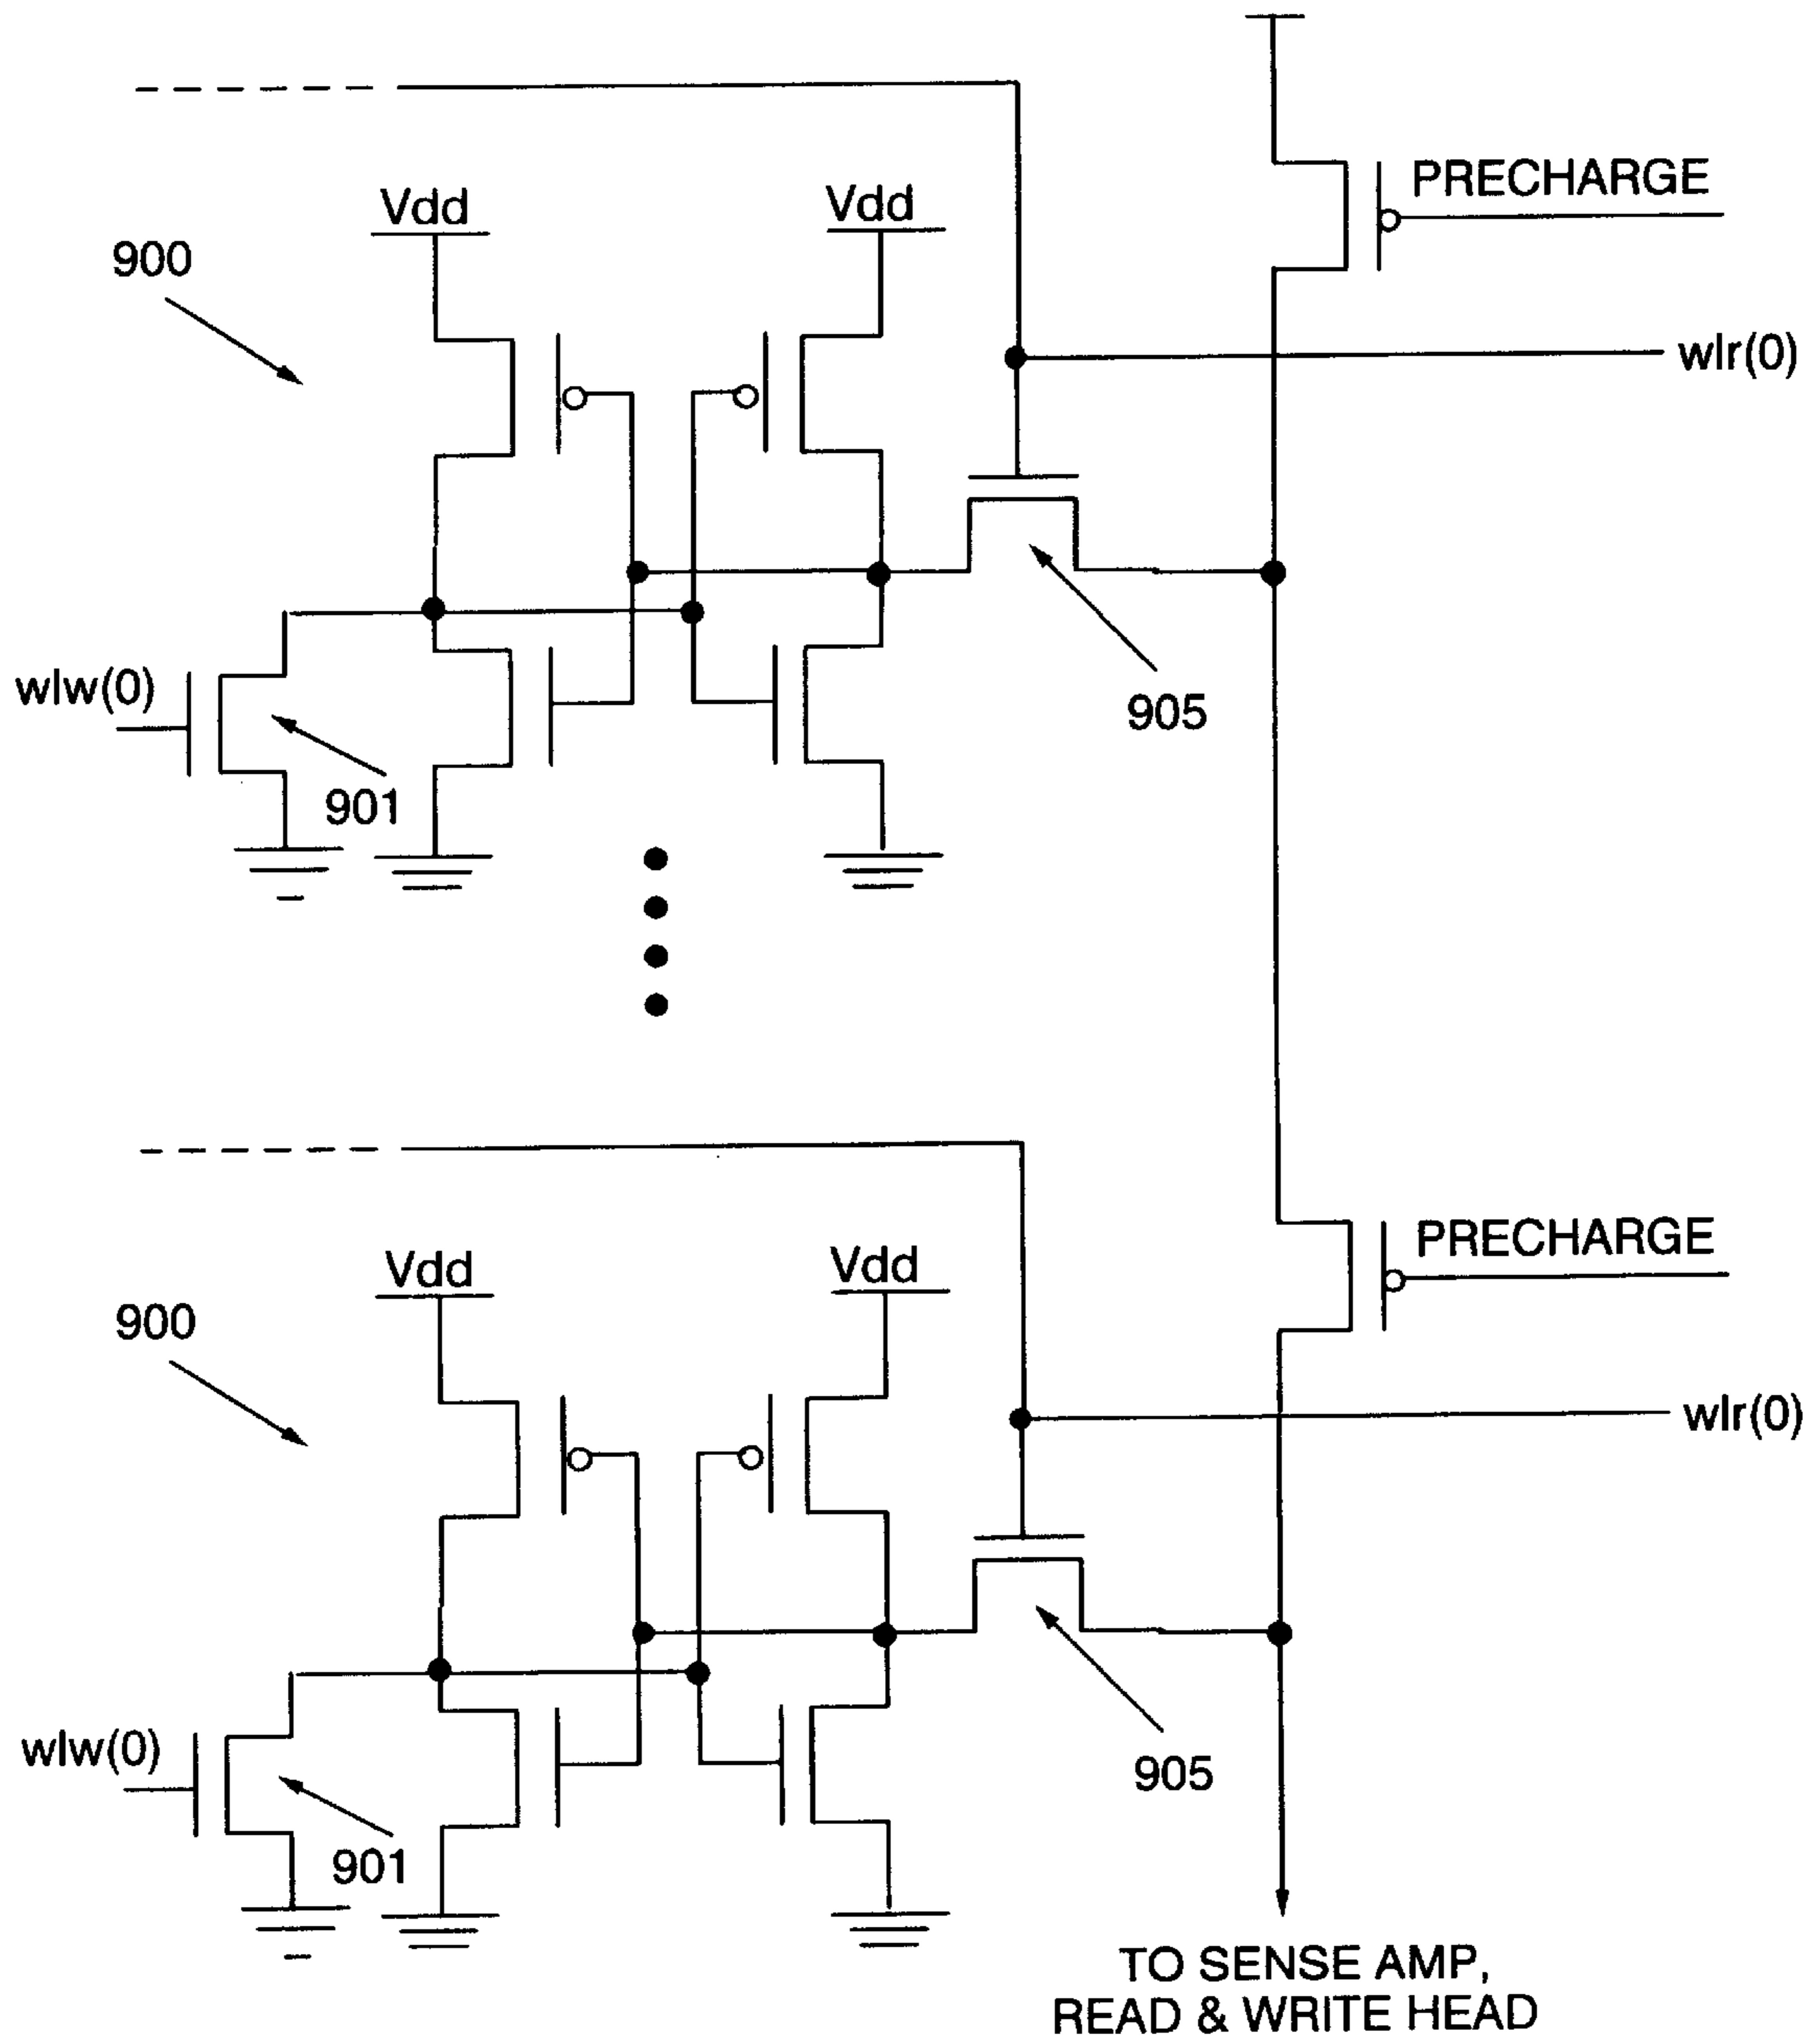 PRECHARGE
Vdd
Vdd
900
wlr(0)
wlw(0)
905
901
PRECHARGE
Vdd
Vdd
900
wlr(0)
wlw(0)
905
901
TO SENSE AMP,
READ & WRITE HEAD